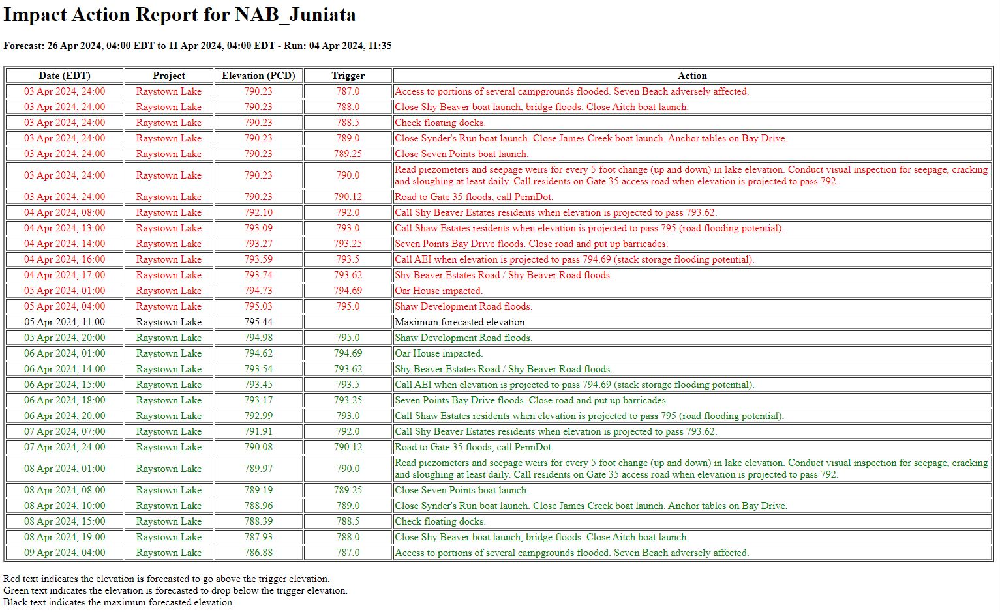 Impact Action Report for NAB_Juniata
Forecast: 26 Apr 2024, 04:00 EDT to 11 Apr 2024, 04:00 EDT - Run: 04 Apr 2024, 11:35
Date (EDT) Project Elevation (PCD) Trigger Action
03 Apr 2024, 24:00 Raystown Lake 790.23 787.0 Access to portions of several campgrounds flooded. Seven Beach adversely affected.
03 Apr 2024, 24:00 Raystown Lake 790.23 788.0 Close Shy Beaver boat launch, bridge floods. Close Aitch boat launch.
03 Apr 2024, 24:00 Raystown Lake 790.23 788.5 Check floating docks.
03 Apr 2024, 24:00 Raystown Lake 790.23 789.0 Close Synder's Run boat launch. Close James Creek boat launch. Anchor tables on Bay Drive.
03 Apr 2024, 24:00 Raystown Lake 790.23 789.25 Close Seven Points boat launch.
03 Apr 2024, 24:00 Raystown Lake 790.23 790.0 Read piezometers and seepage weirs for every 5 foot change (up and down) in lake elevation. Conduct visual inspection for seepage, cracking
and sloughing at least daily. Call residents on Gate 35 access road when elevation is projected to pass 792.
03 Apr 2024, 24:00 Raystown Lake 790.23 790.12 Road to Gate 35 floods, call PennDot.
04 Apr 2024, 08:00 Raystown Lake 792.10 792.0 Call Shy Beaver Estates residents when elevation is projected to pass 793.62.
04 Apr 2024, 13:00 Raystown Lake 793.09 793.0 Call Shaw Estates residents when elevation is projected to pass 795 (road flooding potential).
04 Apr 2024, 14:00 Raystown Lake 793.27 793.25 Seven Points Bay Drive floods. Close road and put up barricades.
04 Apr 2024, 16:00 Raystown Lake 793.59 793.5 Call AEI when elevation is projected to pass 794.69 (stack storage flooding potential).
04 Apr 2024, 17:00 Raystown Lake 793.74 793.62 Shy Beaver Estates Road / Shy Beaver Road floods.
05 Apr 2024, 01:00 Raystown Lake 794.73 794.69 Oar House impacted.
05 Apr 2024, 04:00 Raystown Lake 795.03 795.0 Shaw Development Road floods.
05 Apr 2024, 11:00 Raystown Lake 795.44 Maximum forecasted elevation
05 Apr 2024, 20:00 Raystown Lake 794.98 795.0 Shaw Development Road floods.
06 Apr 2024, 01:00 Raystown Lake 794.62 794.69 Oar House impacted.
06 Apr 2024, 14:00 Raystown Lake 793.54 793.62 Shy Beaver Estates Road / Shy Beaver Road floods.
06 Apr 2024, 15:00 Raystown Lake 793.45 793.5 Call AEI when elevation is projected to pass 794.69 (stack storage flooding potential).
06 Apr 2024, 18:00 Raystown Lake 793.17 793.25 Seven Points Bay Drive floods. Close road and put up barricades.
06 Apr 2024, 20:00 Raystown Lake 792.99 793.0 Call Shaw Estates residents when elevation is projected to pass 795 (road flooding potential).
07 Apr 2024, 07:00 Raystown Lake 791.91 792.0 Call Shy Beaver Estates residents when elevation is projected to pass 793.62.
07 Apr 2024, 24:00 Raystown Lake 790.08 790.12 Road to Gate 35 floods, call PennDot.
08 Apr 2024, 01:00 Raystown Lake 789.97 790.0 Read piezometers and seepage weirs for every 5 foot change (up and down) in lake elevation. Conduct visual inspection for seepage, cracking
and sloughing at least daily. Call residents on Gate 35 access road when elevation is projected to pass 792.
08 Apr 2024, 08:00 Raystown Lake 789.19 789.25 Close Seven Points boat launch.
08 Apr 2024, 10:00 Raystown Lake 788.96 789.0 Close Synder's Run boat launch. Close James Creek boat launch. Anchor tables on Bay Drive.
08 Apr 2024, 15:00 Raystown Lake 788.39 788.5 Check floating docks.
08 Apr 2024, 19:00 Raystown Lake 787.93 788.0 Close Shy Beaver boat launch, bridge floods. Close Aitch boat launch.
09 Apr 2024, 04:00 Raystown Lake 786.88 787.0 Access to portions of several campgrounds flooded. Seven Beach adversely affected.
Red text indicates the elevation is forecasted to go above the trigger elevation.
Green text indicates the elevation is forecasted to drop below the trigger elevation.
Black text indicates the maximum forecasted elevation.